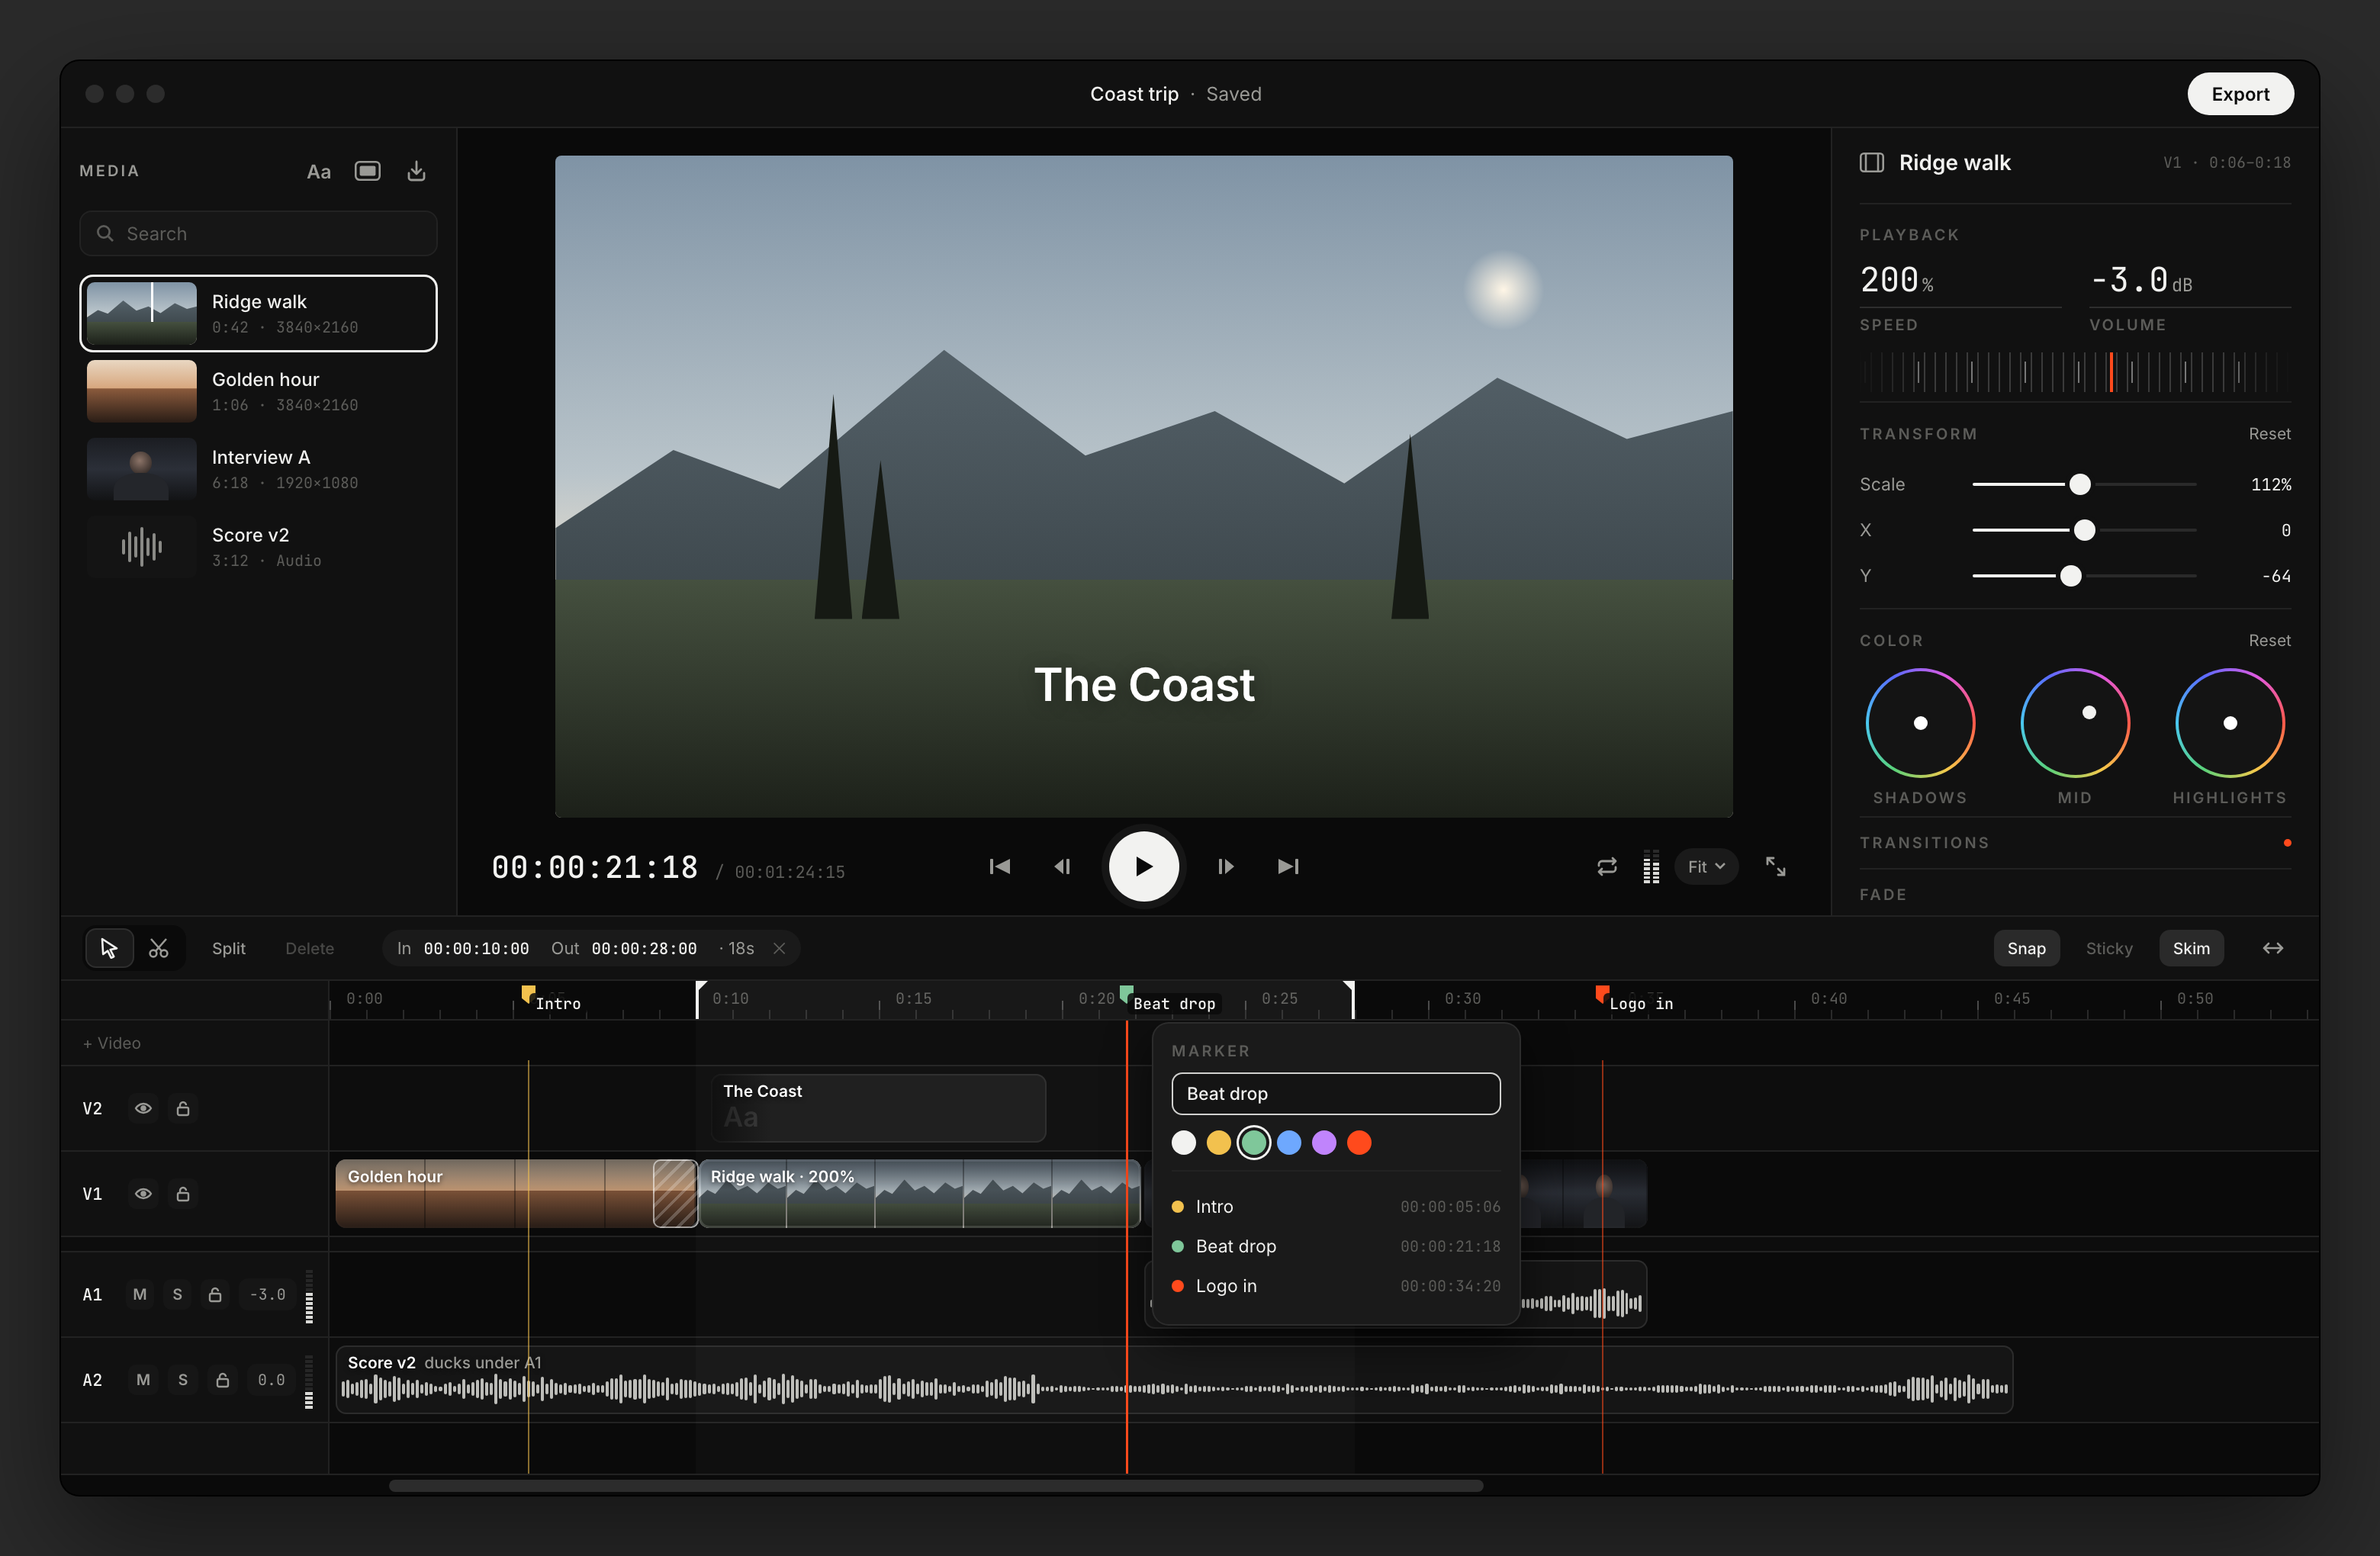 Coast trip · Saved
Export
MEDIA
Aa
Search
Ridge walk
0:42 · 3840×2160
Golden hour
1:06 · 3840×2160
Interview A
6:18 · 1920×1080
Score v2
3:12 · Audio
The Coast
00:00:21:18 / 00:01:24:15
Fit
Ridge walk
V1 · 0:06–0:18
PLAYBACK
200%
-3.0 dB
SPEED
VOLUME
TRANSFORM
Reset
Scale
112%
X
0
Y
-64
COLOR
Reset
SHADOWS
MID
HIGHLIGHTS
TRANSITIONS
FADE
Split
Delete
In 00:00:10:00 Out 00:00:28:00 · 18s
Snap
Sticky
Skim
0:00
Intro
0:10
0:15
0:20
Beat drop
0:25
0:30
Logo in
0:40
0:45
0:50
+ Video
V2
The Coast
Aa
V1
Golden hour
Ridge walk · 200%
A1
M
S
-3.0
A2
M
S
0.0
Score v2 ducks under A1
MARKER
Beat drop
Intro 00:00:05:06
Beat drop 00:00:21:18
Logo in 00:00:34:20